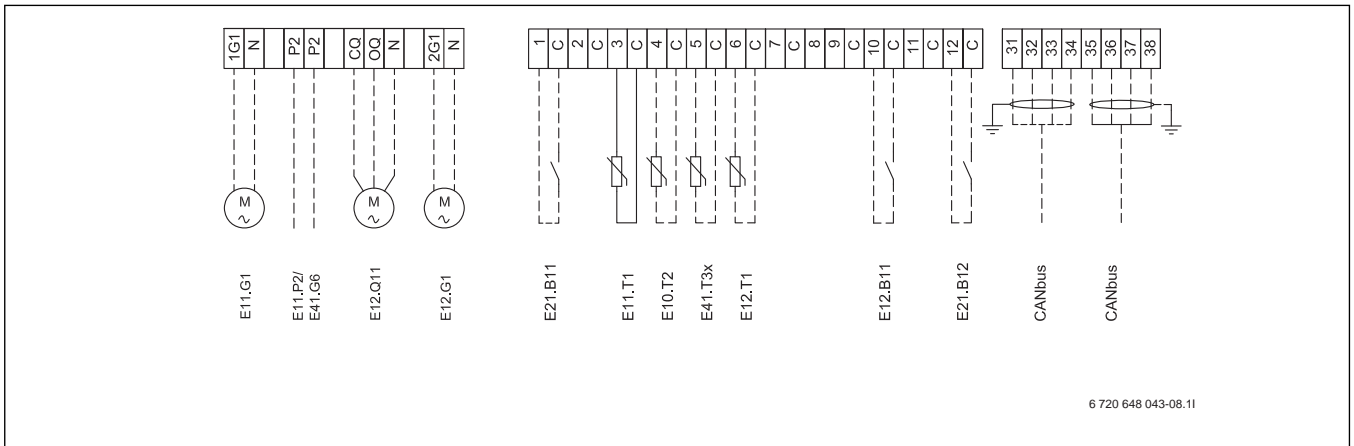 1G1 N P2 P2 CQ OQ N 2G1 N
1 C 2 C 3 C 4 C 5 C 6 C 7 C 8 9 C 10 C 11 C 12 C
31 32 33 34 35 36 37 38
M
M
M
E11.G1
E11.P2/
E41.G6
E12.Q11
E12.G1
E21.B11
E11.T1
E10.T2
E41.T3x
E12.T1
E12.B11
E21.B12
CANbus
CANbus
6 720 648 043-08.1I